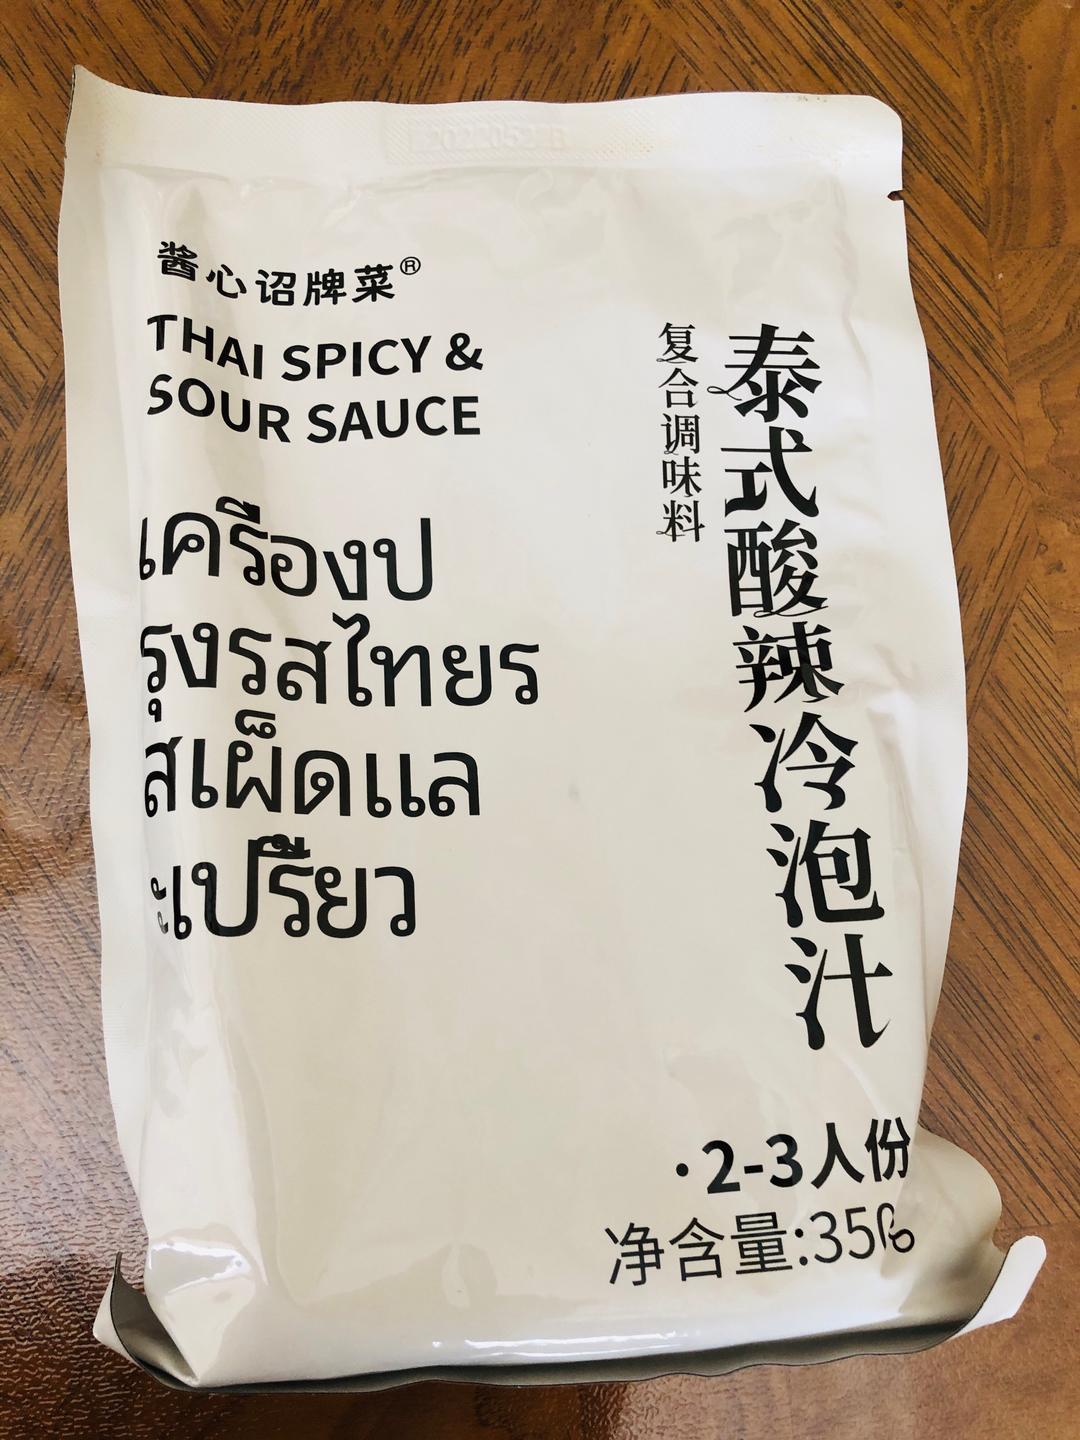 酱心诏牌菜®
THAI SPICY &
SOUR SAUCE
เครื่องป
รุงรสไทยร
สเผ็ดแล
ะเปรี้ยว
泰式酸辣冷泡汁
复合调味料
·2-3人份
净含量:350g